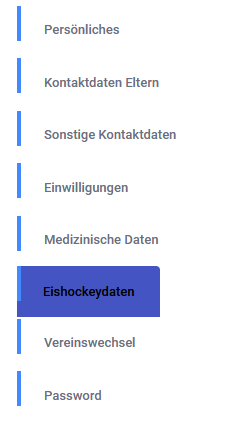 Persönliches
Kontaktdaten Eltern
Sonstige Kontaktdaten
Einwilligungen
Medizinische Daten
Eishockeydaten
Vereinswechsel
Password